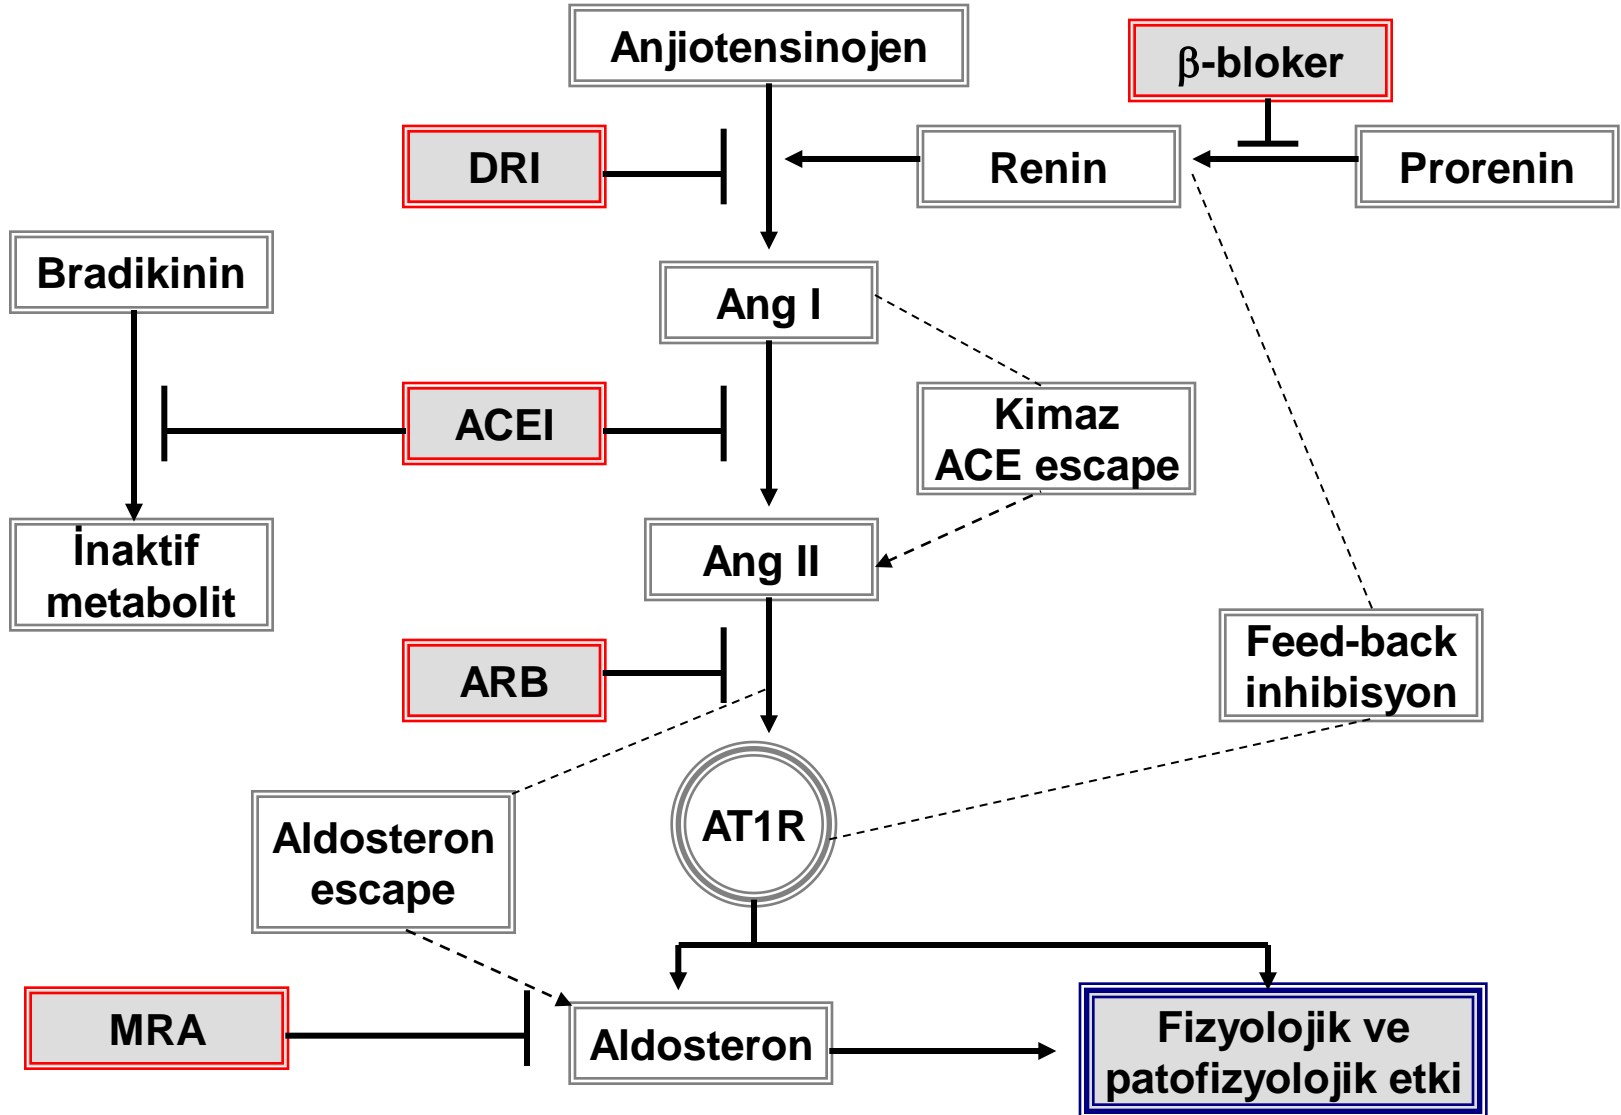 Anjiotensinojen
β-bloker
DRI
Renin
Prorenin
Bradikinin
Ang I
ACEI
Kimaz
ACE escape
İnaktif
metabolit
Ang II
ARB
Feed-back
inhibisyon
AT1R
Aldosteron
escape
MRA
Aldosteron
Fizyolojik ve
patofizyolojik etki